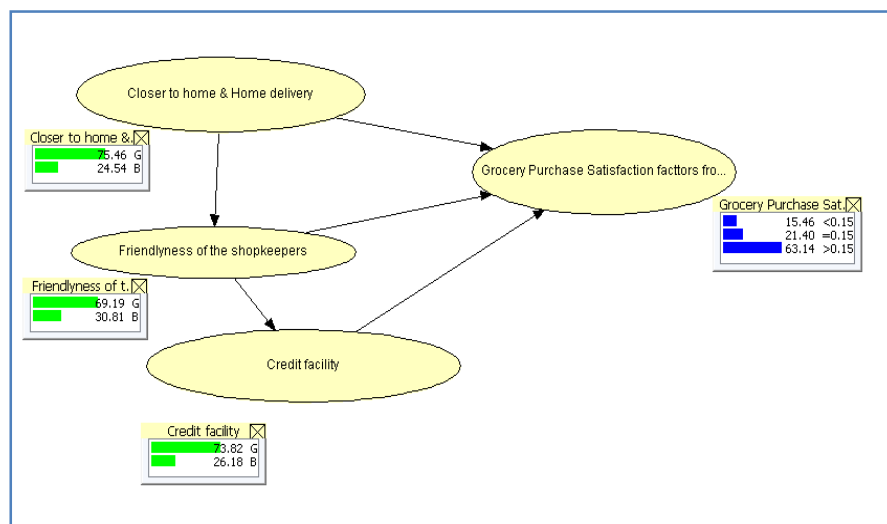 Closer to home & Home delivery
Closer to home &.
75.46 G
24.54 B
Grocery Purchase Satisfaction facttors fro...
Grocery Purchase Sat.
15.46 <0.15
21.40 =0.15
63.14 >0.15
Friendlyness of the shopkeepers
Friendlyness of t.
69.19 G
30.81 B
Credit facility
Credit facility
73.82 G
26.18 B